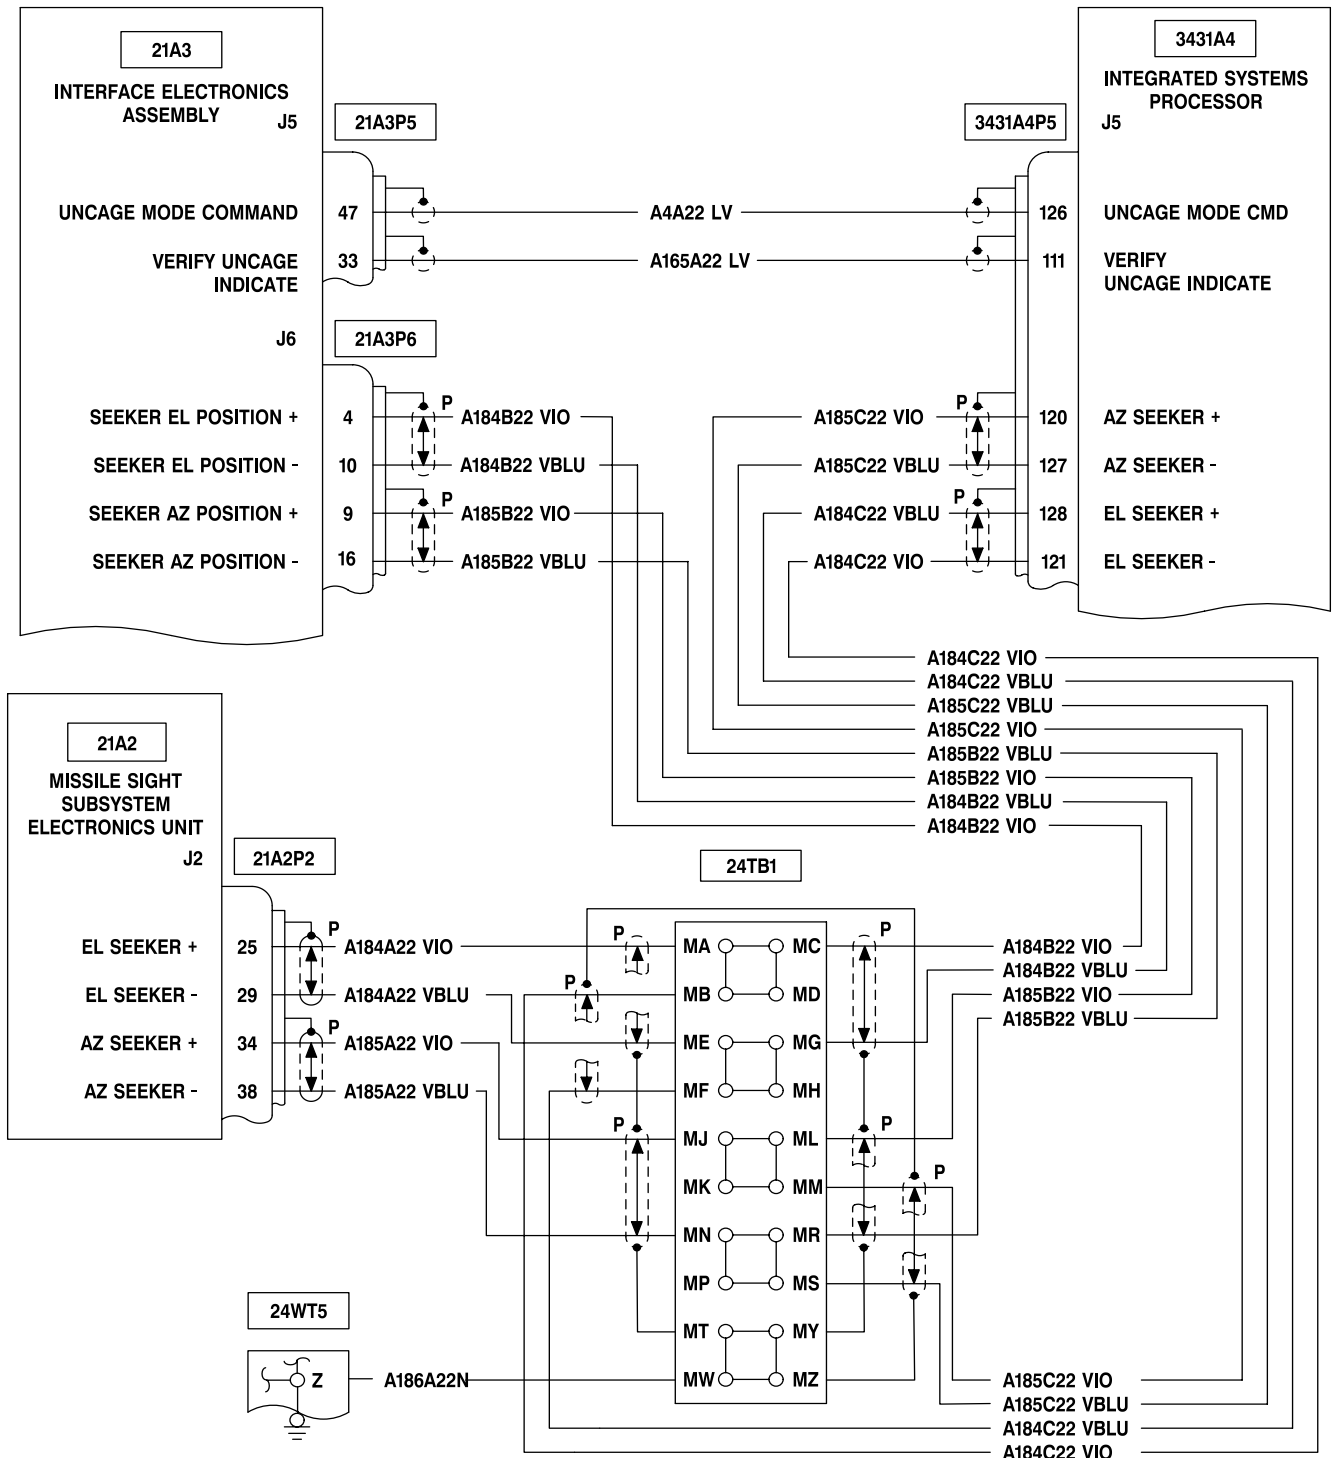 21A3
INTERFACE ELECTRONICS
ASSEMBLY
J5
21A3P5
UNCAGE MODE COMMAND
47
VERIFY UNCAGE
INDICATE
33
J6
21A3P6
SEEKER EL POSITION +
4
P
A184B22 VIO
SEEKER EL POSITION -
10
A184B22 VBLU
SEEKER AZ POSITION +
9
P
A185B22 VIO
SEEKER AZ POSITION -
16
A185B22 VBLU
A4A22 LV
A165A22 LV
3431A4
INTEGRATED SYSTEMS
PROCESSOR
3431A4P5
J5
126
UNCAGE MODE CMD
111
VERIFY
UNCAGE INDICATE
A185C22 VIO
P
120
AZ SEEKER +
A185C22 VBLU
127
AZ SEEKER -
A184C22 VBLU
P
128
EL SEEKER +
A184C22 VIO
121
EL SEEKER -
A184C22 VIO
A184C22 VBLU
A185C22 VBLU
A185C22 VIO
A185B22 VBLU
A185B22 VIO
A184B22 VBLU
A184B22 VIO
21A2
MISSILE SIGHT
SUBSYSTEM
ELECTRONICS UNIT
J2
21A2P2
EL SEEKER +
25
P
A184A22 VIO
EL SEEKER -
29
A184A22 VBLU
AZ SEEKER +
34
P
A185A22 VIO
AZ SEEKER -
38
A185A22 VBLU
24TB1
P
P
P
P
P
P
MA
MC
MB
MD
ME
MG
MF
MH
MJ
ML
MK
MM
MN
MR
MP
MS
MT
MY
MW
MZ
A184B22 VIO
A184B22 VBLU
A185B22 VIO
A185B22 VBLU
24WT5
Z
A186A22N
A185C22 VIO
A185C22 VBLU
A184C22 VBLU
A184C22 VIO